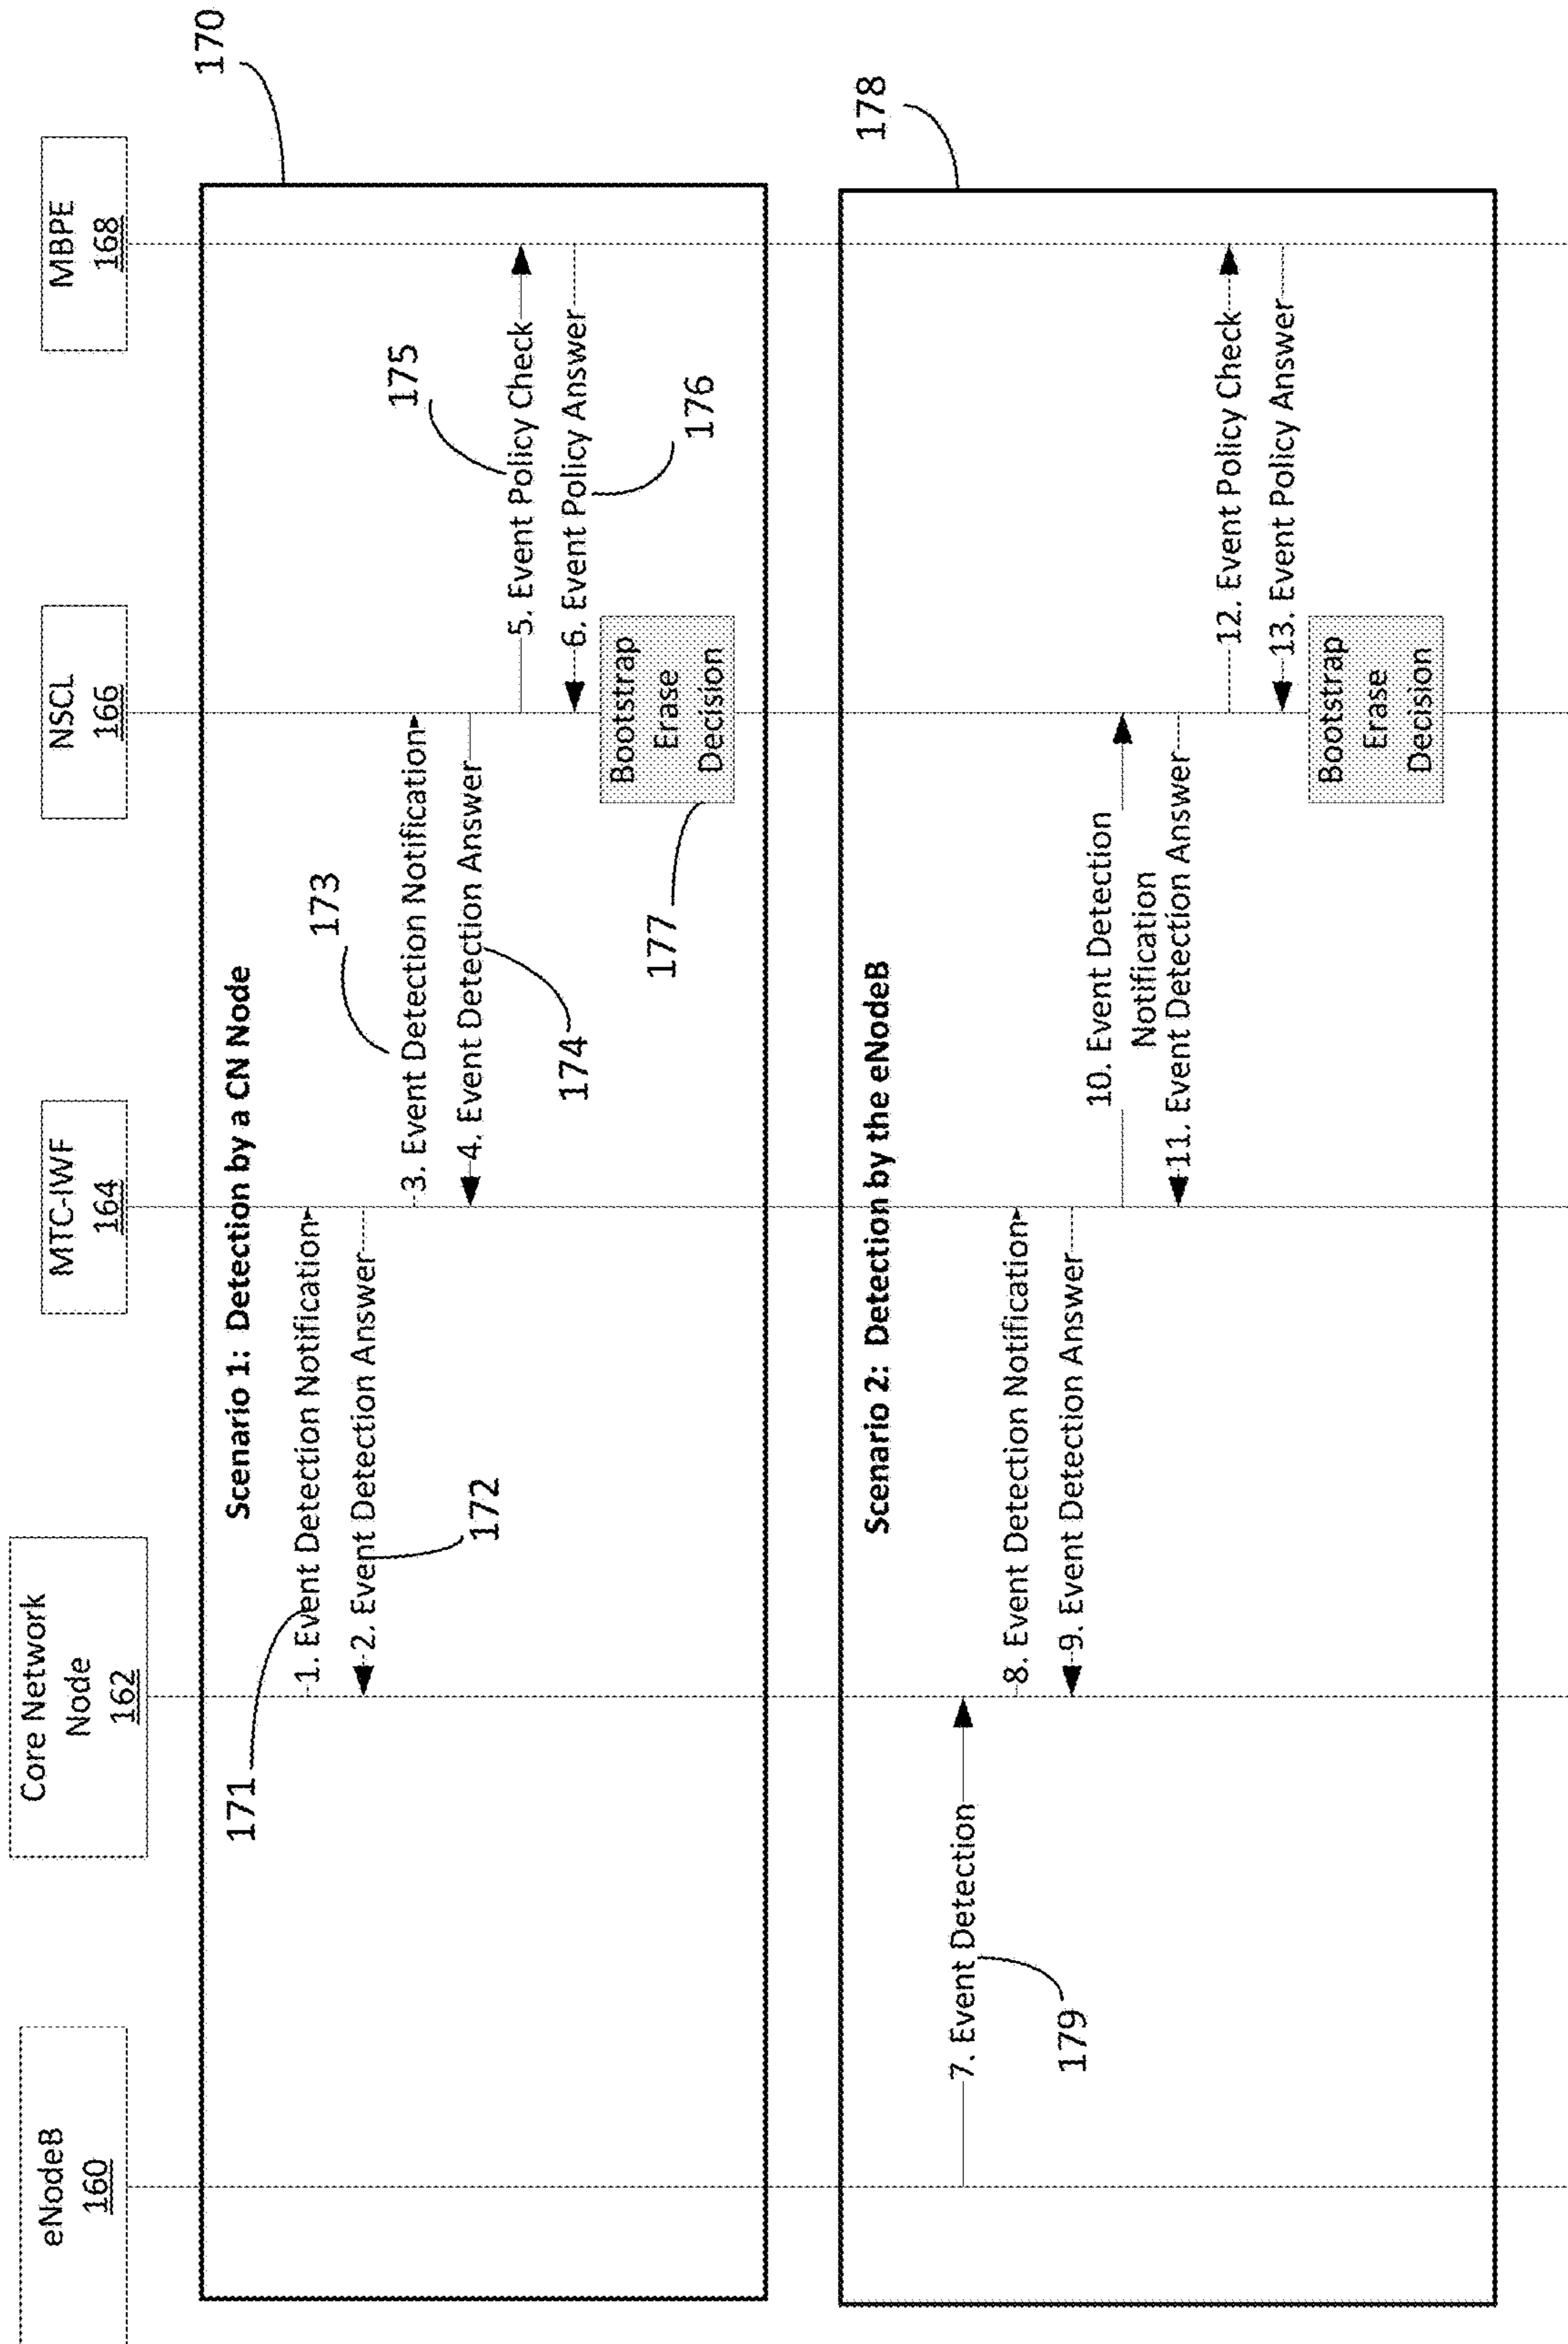 eNodeB
160
Core Network
Node
162
MTC-IWF
164
NSCL
166
MBPE
168
170
Scenario 1: Detection by a CN Node
171
1. Event Detection Notification
2. Event Detection Answer
172
173
3. Event Detection Notification
4. Event Detection Answer
174
175
5. Event Policy Check
6. Event Policy Answer
176
Bootstrap
Erase
Decision
177
178
Scenario 2: Detection by the eNodeB
7. Event Detection
179
8. Event Detection Notification
9. Event Detection Answer
10. Event Detection
Notification
11. Event Detection Answer
12. Event Policy Check
13. Event Policy Answer
Bootstrap
Erase
Decision